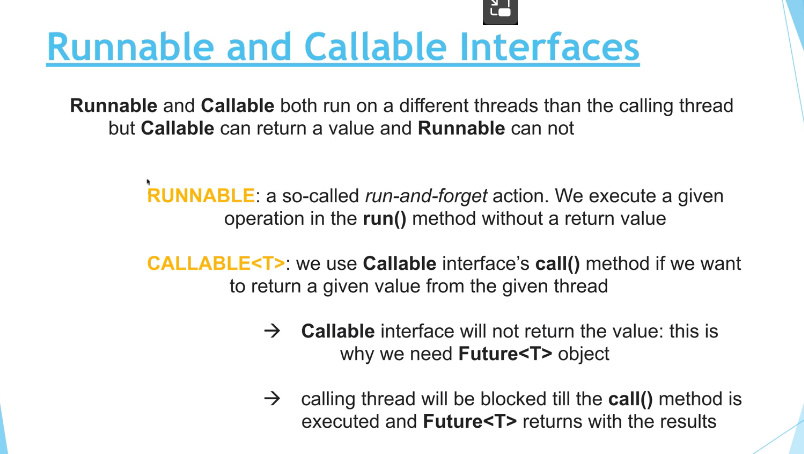 Runnable and Callable Interfaces
Runnable and Callable both run on a different threads than the calling thread
but Callable can return a value and Runnable can not
RUNNABLE: a so-called run-and-forget action. We execute a given
operation in the run() method without a return value
CALLABLE<T>: we use Callable interface's call() method if we want
to return a given value from the given thread
→ Callable interface will not return the value: this is
why we need Future<T> object
→ calling thread will be blocked till the call() method is
executed and Future<T> returns with the results